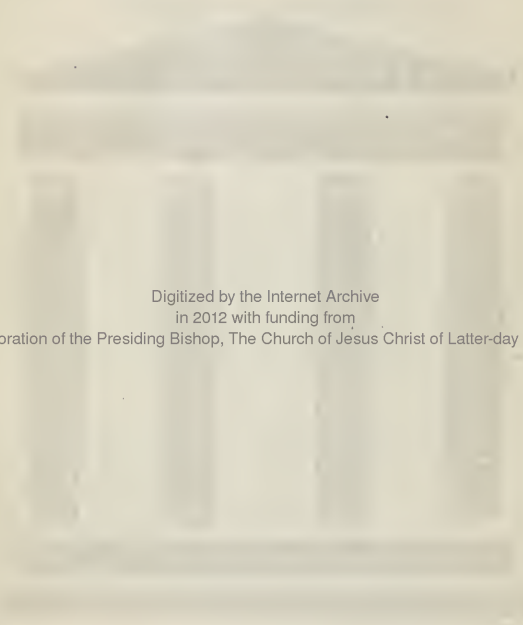 Digitized by the Internet Archive
in 2012 with funding from
oration of the Presiding Bishop, The Church of Jesus Christ of Latter-day